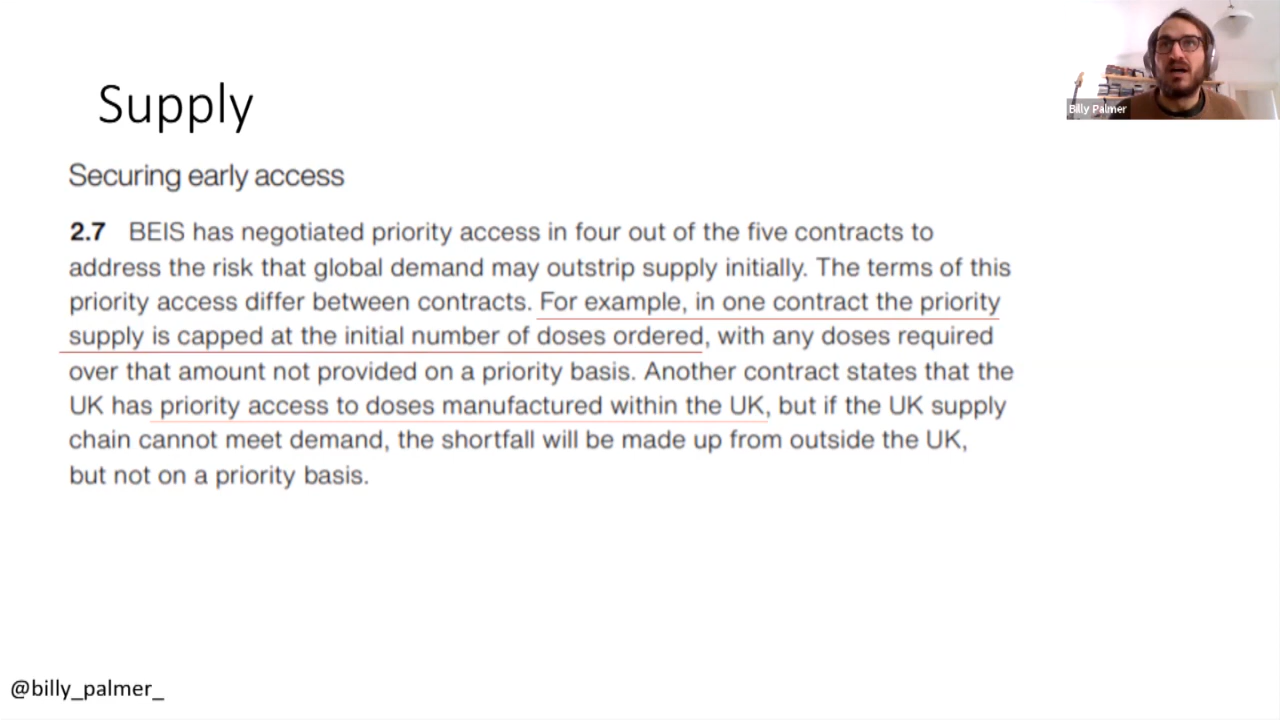 Billy Palmer
Supply
Securing early access
2.7 BEIS has negotiated priority access in four out of the five contracts to
address the risk that global demand may outstrip supply initially. The terms of this
priority access differ between contracts. For example, in one contract the priority
supply is capped at the initial number of doses ordered, with any doses required
over that amount not provided on a priority basis. Another contract states that the
UK has priority access to doses manufactured within the UK, but if the UK supply
chain cannot meet demand, the shortfall will be made up from outside the UK,
but not on a priority basis.
@billy_palmer_